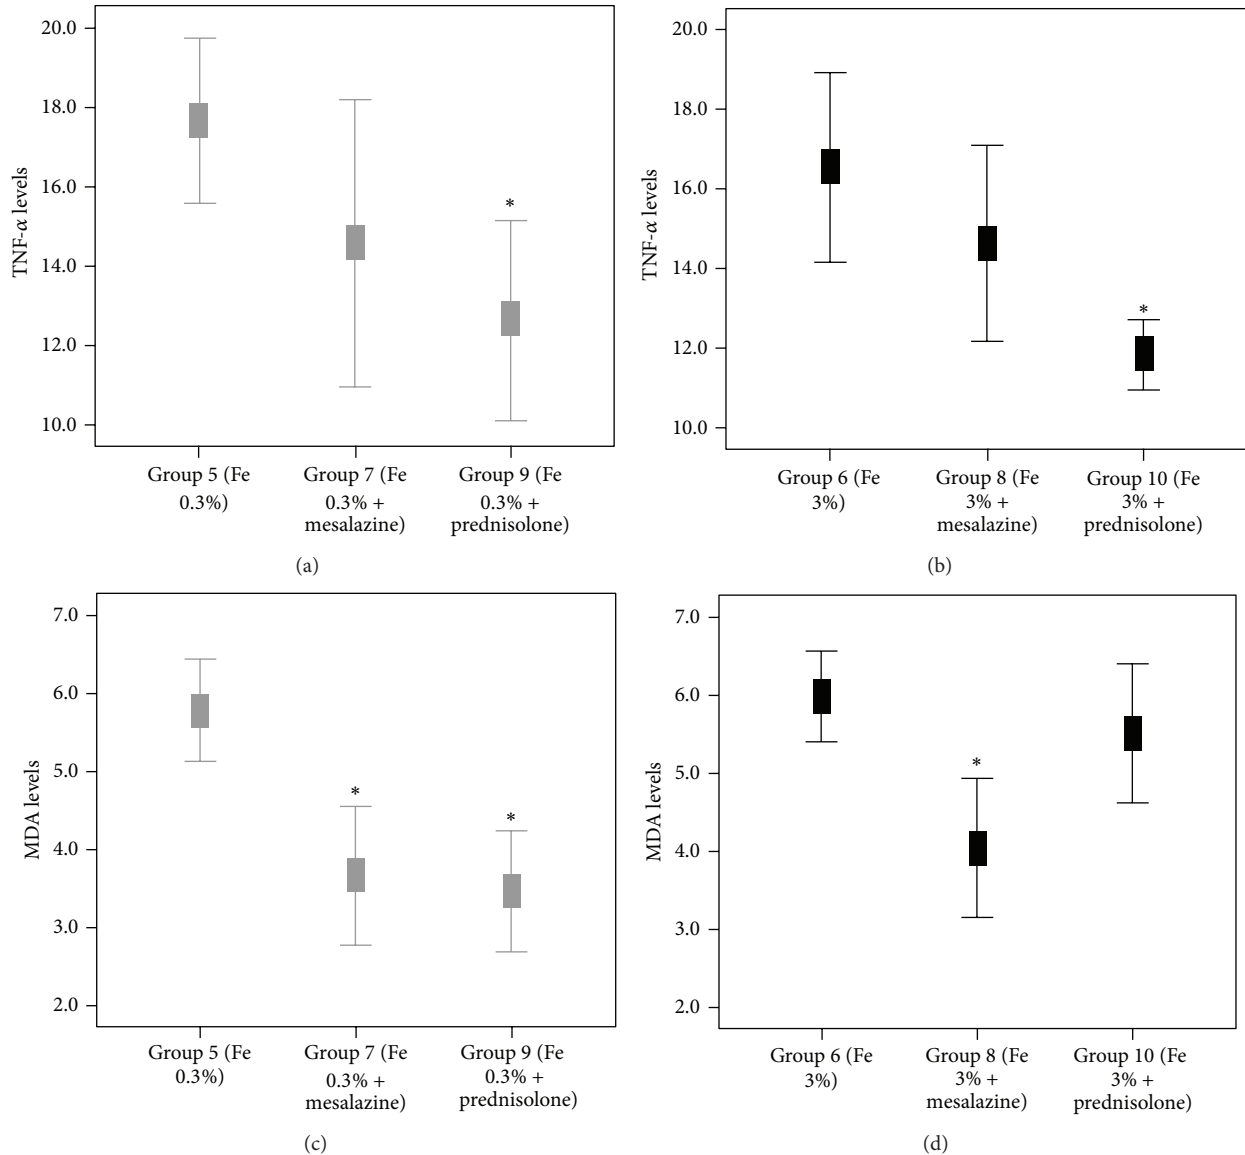 20.0
18.0
16.0
14.0
12.0
10.0
TNF-α levels
*
Group 5 (Fe
0.3%)
Group 7 (Fe
0.3% +
mesalazine)
Group 9 (Fe
0.3% +
prednisolone)
(a)
20.0
18.0
16.0
14.0
12.0
10.0
TNF-α levels
*
Group 6 (Fe
3%)
Group 8 (Fe
3% +
mesalazine)
Group 10 (Fe
3% +
prednisolone)
(b)
7.0
6.0
5.0
4.0
3.0
2.0
MDA levels
*
*
Group 5 (Fe
0.3%)
Group 7 (Fe
0.3% +
mesalazine)
Group 9 (Fe
0.3% +
prednisolone)
(c)
7.0
6.0
5.0
4.0
3.0
2.0
MDA levels
*
Group 6 (Fe
3%)
Group 8 (Fe
3% +
mesalazine)
Group 10 (Fe
3% +
prednisolone)
(d)